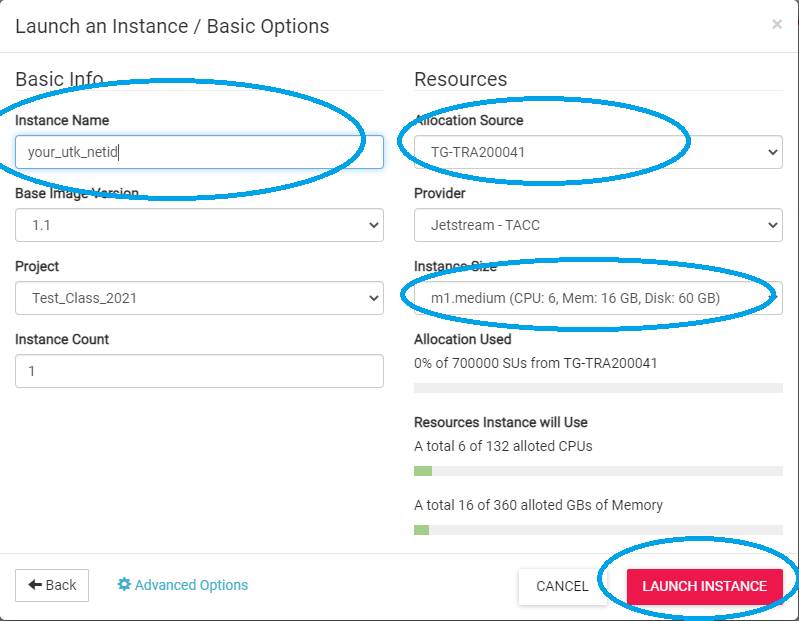 Launch an Instance / Basic Options
×
Basic Info
Instance Name
your_utk_netid
Base Image Version
1.1
Project
Test_Class_2021
Instance Count
1
Resources
Allocation Source
TG-TRA200041
Provider
Jetstream - TACC
Instance Size
m1.medium (CPU: 6, Mem: 16 GB, Disk: 60 GB)
Allocation Used
0% of 700000 SUs from TG-TRA200041
Resources Instance will Use
A total 6 of 132 alloted CPUs
A total 16 of 360 alloted GBs of Memory
Back
Advanced Options
CANCEL
LAUNCH INSTANCE